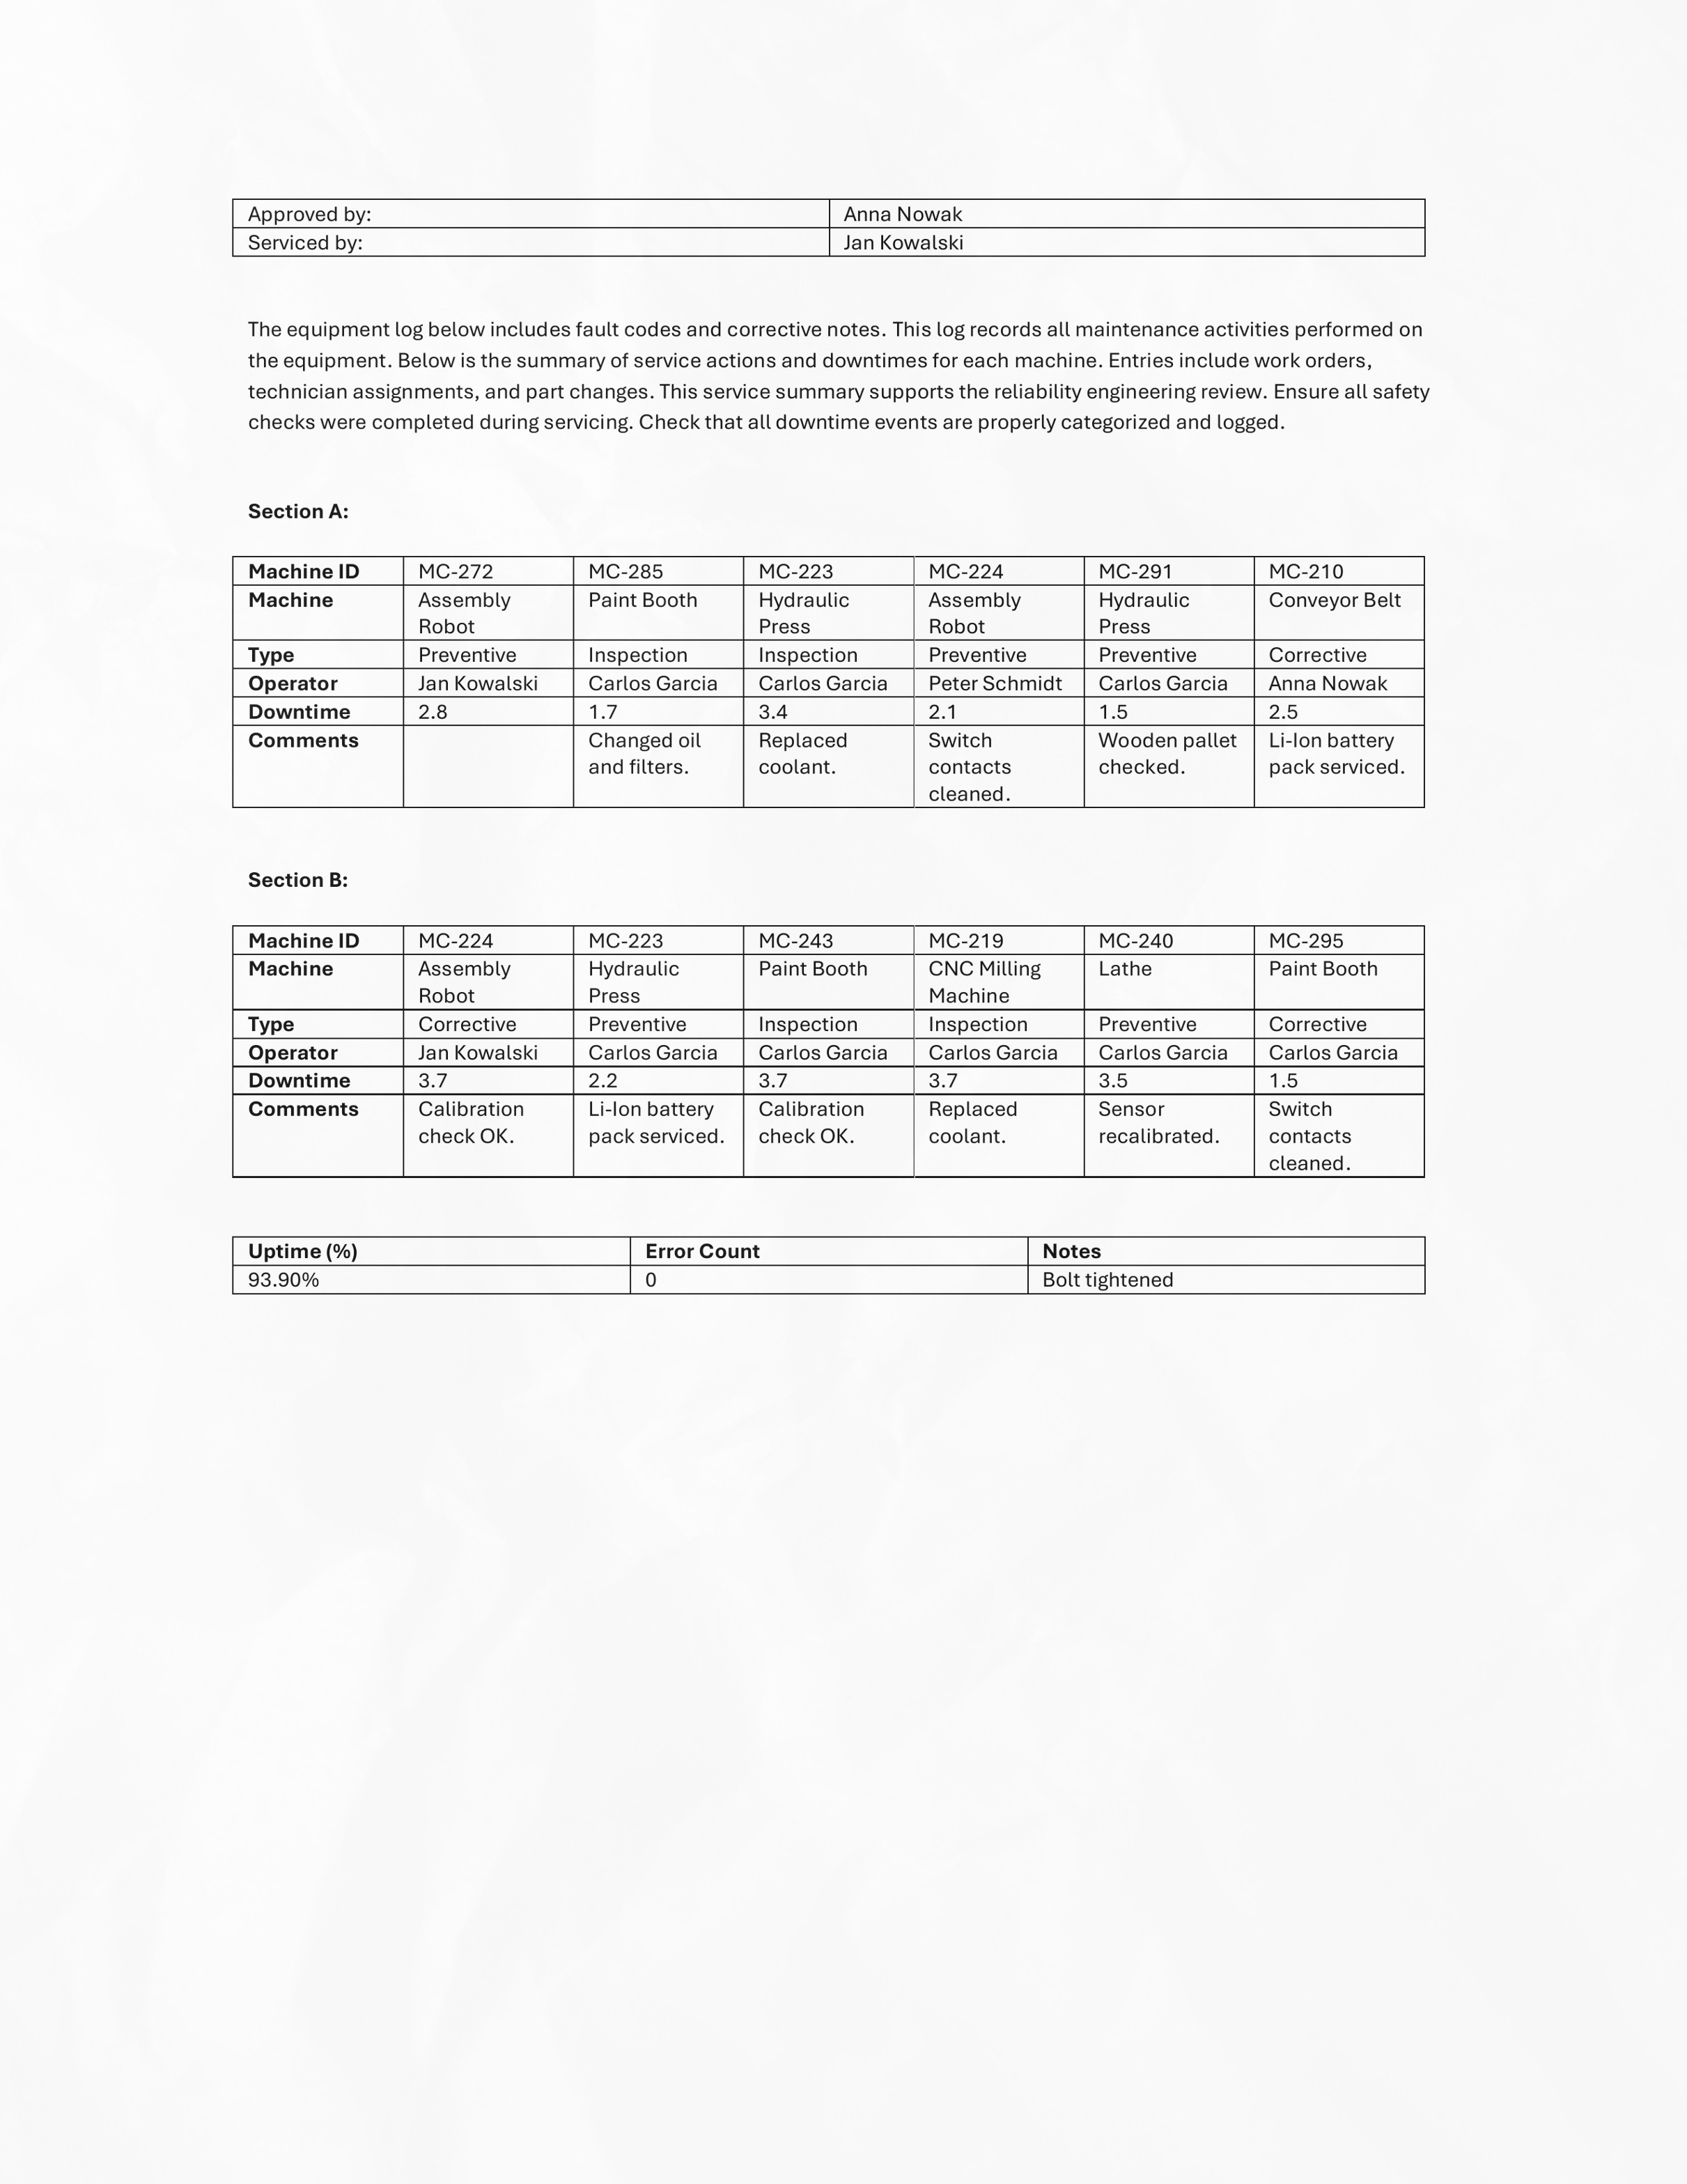 Approved by: Anna Nowak
Serviced by: Jan Kowalski
The equipment log below includes fault codes and corrective notes. This log records all maintenance activities performed on
the equipment. Below is the summary of service actions and downtimes for each machine. Entries include work orders,
technician assignments, and part changes. This service summary supports the reliability engineering review. Ensure all safety
checks were completed during servicing. Check that all downtime events are properly categorized and logged.
Section A:
Machine ID MC-272 MC-285 MC-223 MC-224 MC-291 MC-210
Machine Assembly Paint Booth Hydraulic Assembly Hydraulic Conveyor Belt
Robot Press Robot Press
Type Preventive Inspection Inspection Preventive Preventive Corrective
Operator Jan Kowalski Carlos Garcia Carlos Garcia Peter Schmidt Carlos Garcia Anna Nowak
Downtime 2.8 1.7 3.4 2.1 1.5 2.5
Comments Changed oil Replaced Switch Wooden pallet Li-Ion battery
and filters. coolant. contacts checked. pack serviced.
cleaned.
Section B:
Machine ID MC-224 MC-223 MC-243 MC-219 MC-240 MC-295
Machine Assembly Hydraulic Paint Booth CNC Milling Lathe Paint Booth
Robot Press Machine
Type Corrective Preventive Inspection Inspection Preventive Corrective
Operator Jan Kowalski Carlos Garcia Carlos Garcia Carlos Garcia Carlos Garcia Carlos Garcia
Downtime 3.7 2.2 3.7 3.7 3.5 1.5
Comments Calibration Li-Ion battery Calibration Replaced Sensor Switch
check OK. pack serviced. check OK. coolant. recalibrated. contacts
cleaned.
Uptime (%) Error Count Notes
93.90% 0 Bolt tightened